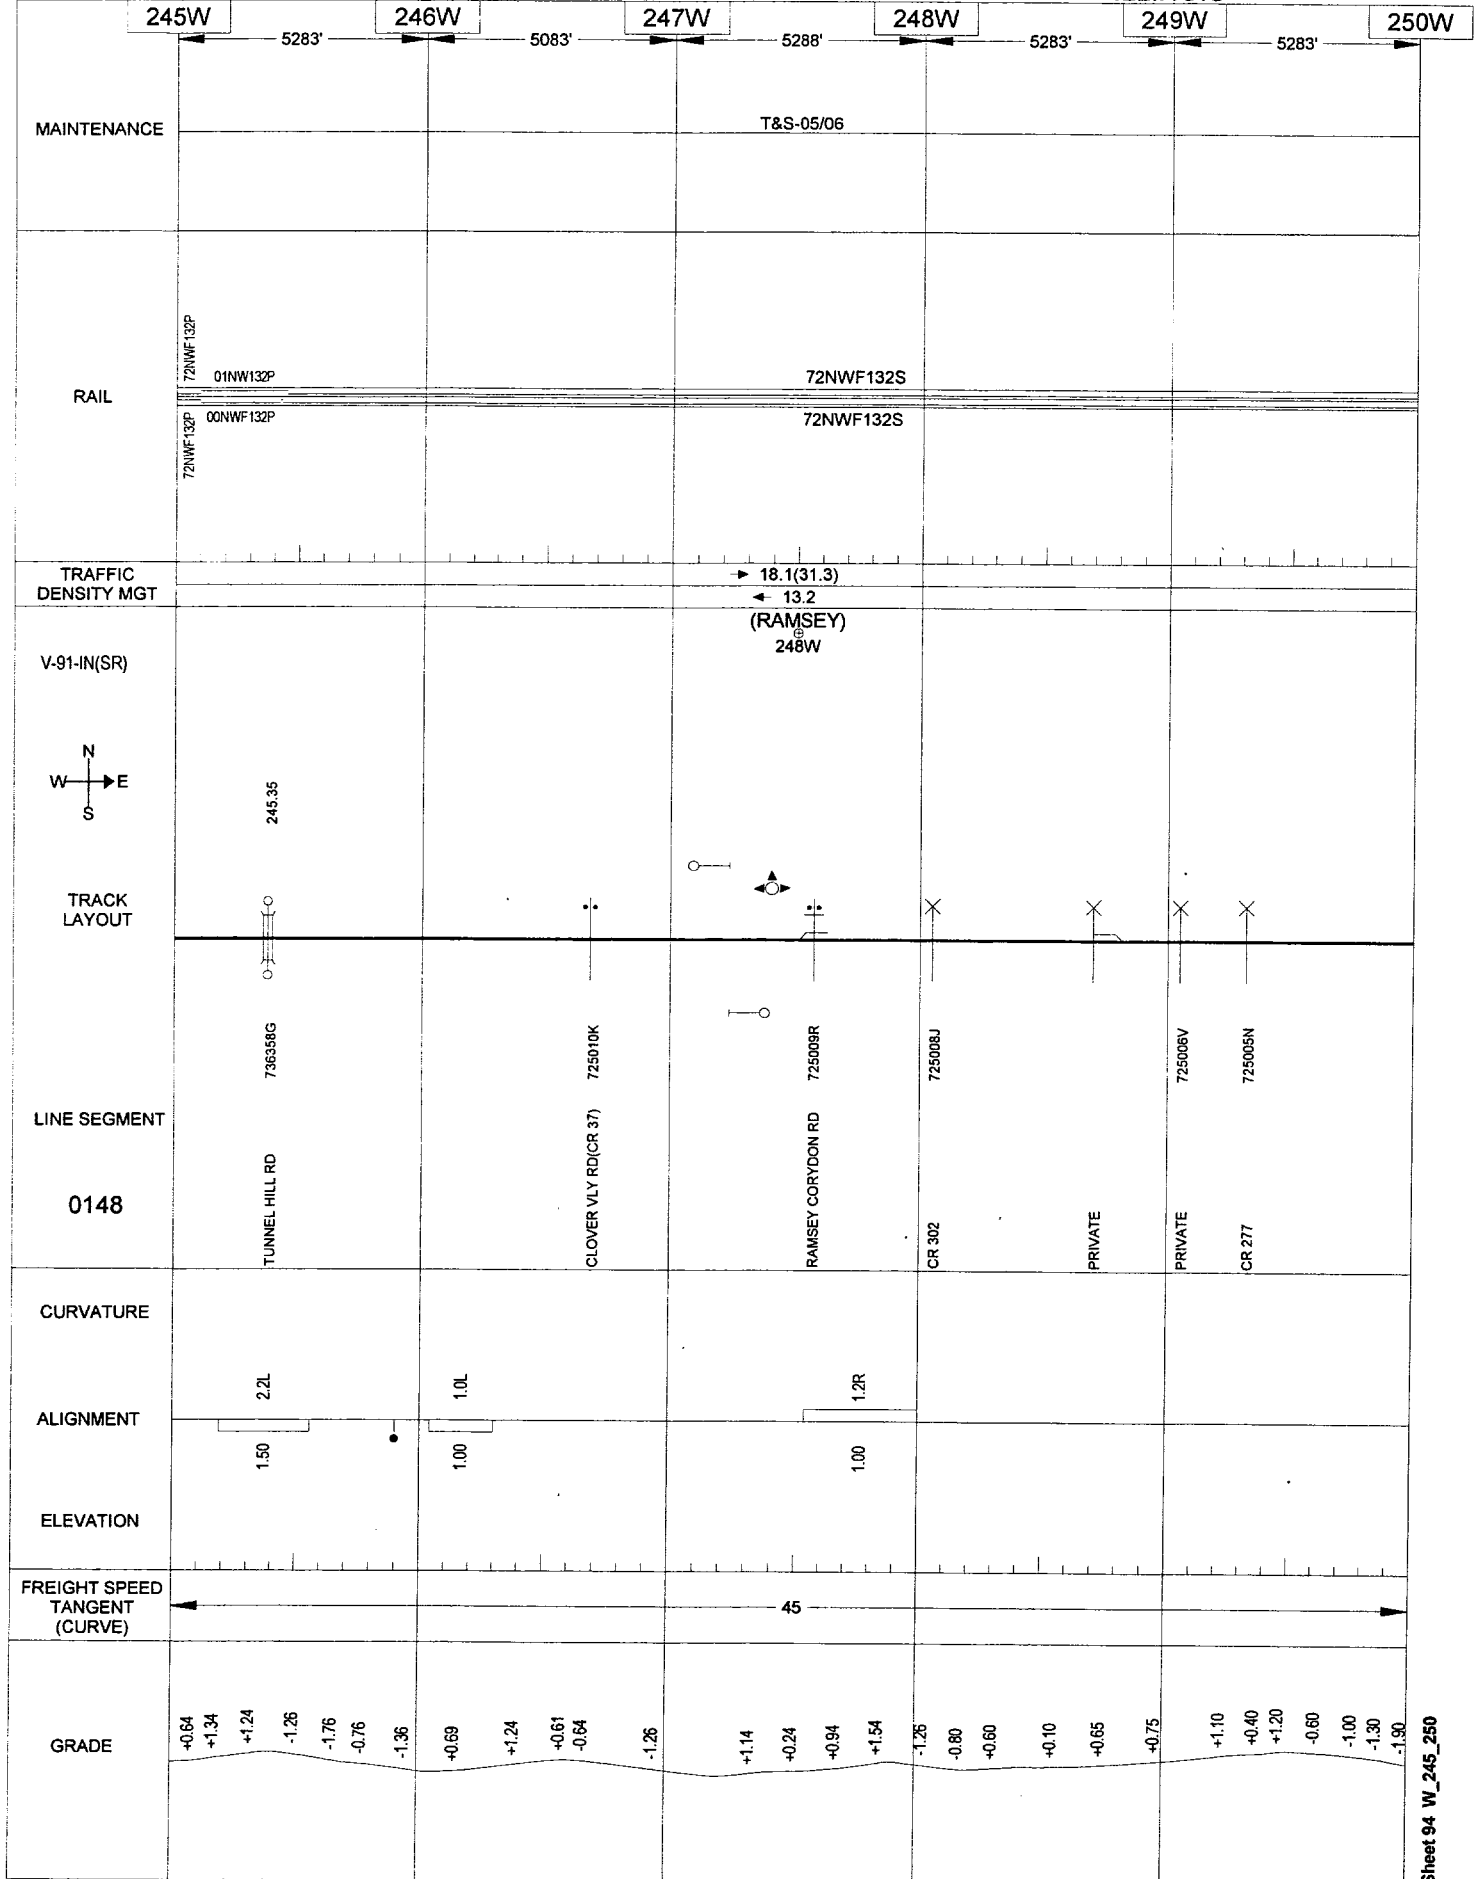 245W 246W 247W 248W 249W 250W
5283' 5083' 5288' 5283' 5283'
MAINTENANCE
T&S-05/06
RAIL
72NWF132P
72NWF132P
01NW132P
00NWF132P
72NWF132S
72NWF132S
TRAFFIC
DENSITY MGT
18.1(31.3)
13.2
(RAMSEY)
248W
V-91-IN(SR)
N
W E
S
245.35
TRACK
LAYOUT
736358G
725010K
725009R
725008J
725006V
725005N
LINE SEGMENT
0148
TUNNEL HILL RD
CLOVER VLY RD(CR 37)
RAMSEY CORYDON RD
CR 302
PRIVATE
PRIVATE
CR 277
CURVATURE
2.2L 1.0L 1.2R
ALIGNMENT
1.50 1.00 1.00
ELEVATION
FREIGHT SPEED
TANGENT
(CURVE)
45
GRADE
+0.64 +1.34 +1.24 -1.26 -1.76 -0.76 -1.36 +0.69 +1.24 +0.61 -0.64 -1.26 +1.14 +0.24 +0.94 +1.54 -1.26 -0.80 +0.60 +0.10 +0.65 +0.75 +1.10 +0.40 +1.20 -0.60 -1.00 -1.30 -1.90
Sheet 94 W_245_250